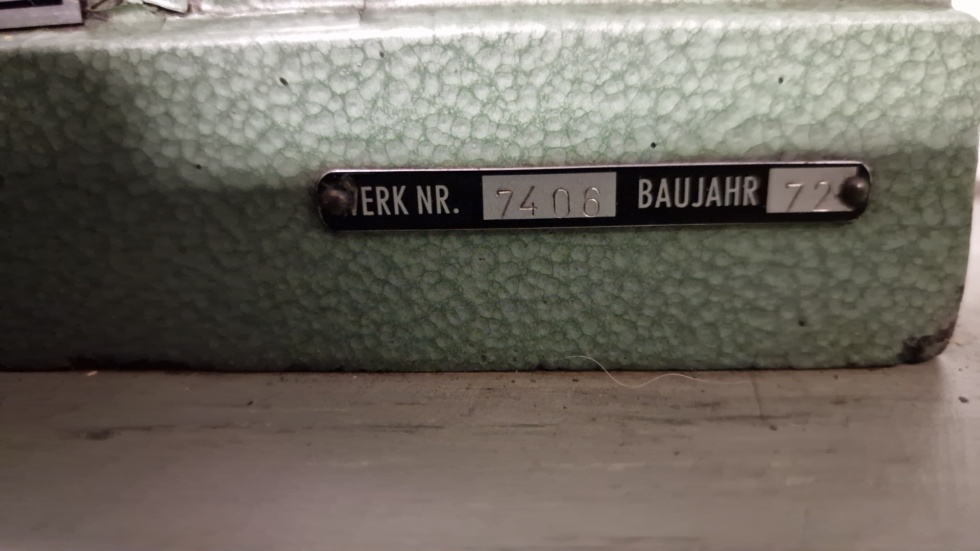 WERK NR. 7406 BAUJAHR 72